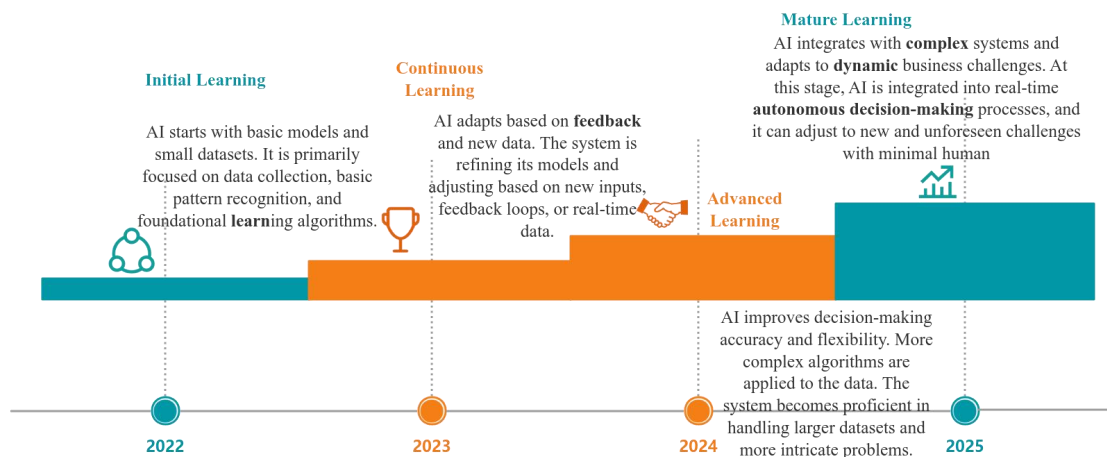 Initial Learning
AI starts with basic models and
small datasets. It is primarily
focused on data collection, basic
pattern recognition, and
foundational learning algorithms.
Continuous
Learning
AI adapts based on feedback
and new data. The system is
refining its models and
adjusting based on new inputs,
feedback loops, or real-time
data.
Advanced
Learning
AI improves decision-making
accuracy and flexibility. More
complex algorithms are
applied to the data. The
system becomes proficient in
handling larger datasets and
more intricate problems.
Mature Learning
AI integrates with complex systems and
adapts to dynamic business challenges. At
this stage, AI is integrated into real-time
autonomous decision-making processes, and
it can adjust to new and unforeseen challenges
with minimal human
2022
2023
2024
2025